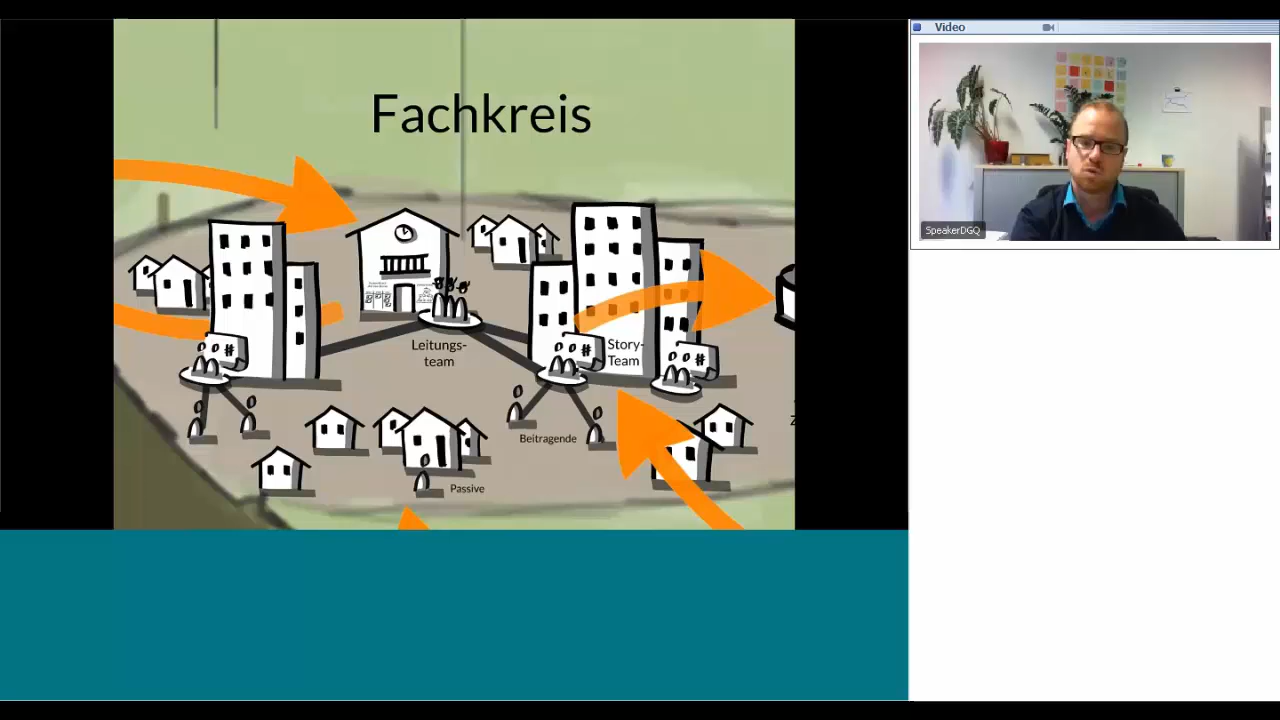 Video
Fachkreis
SpeakerDGQ
Leitungs-
team
Story-
Team
#
#
#
Beitragende
Passive